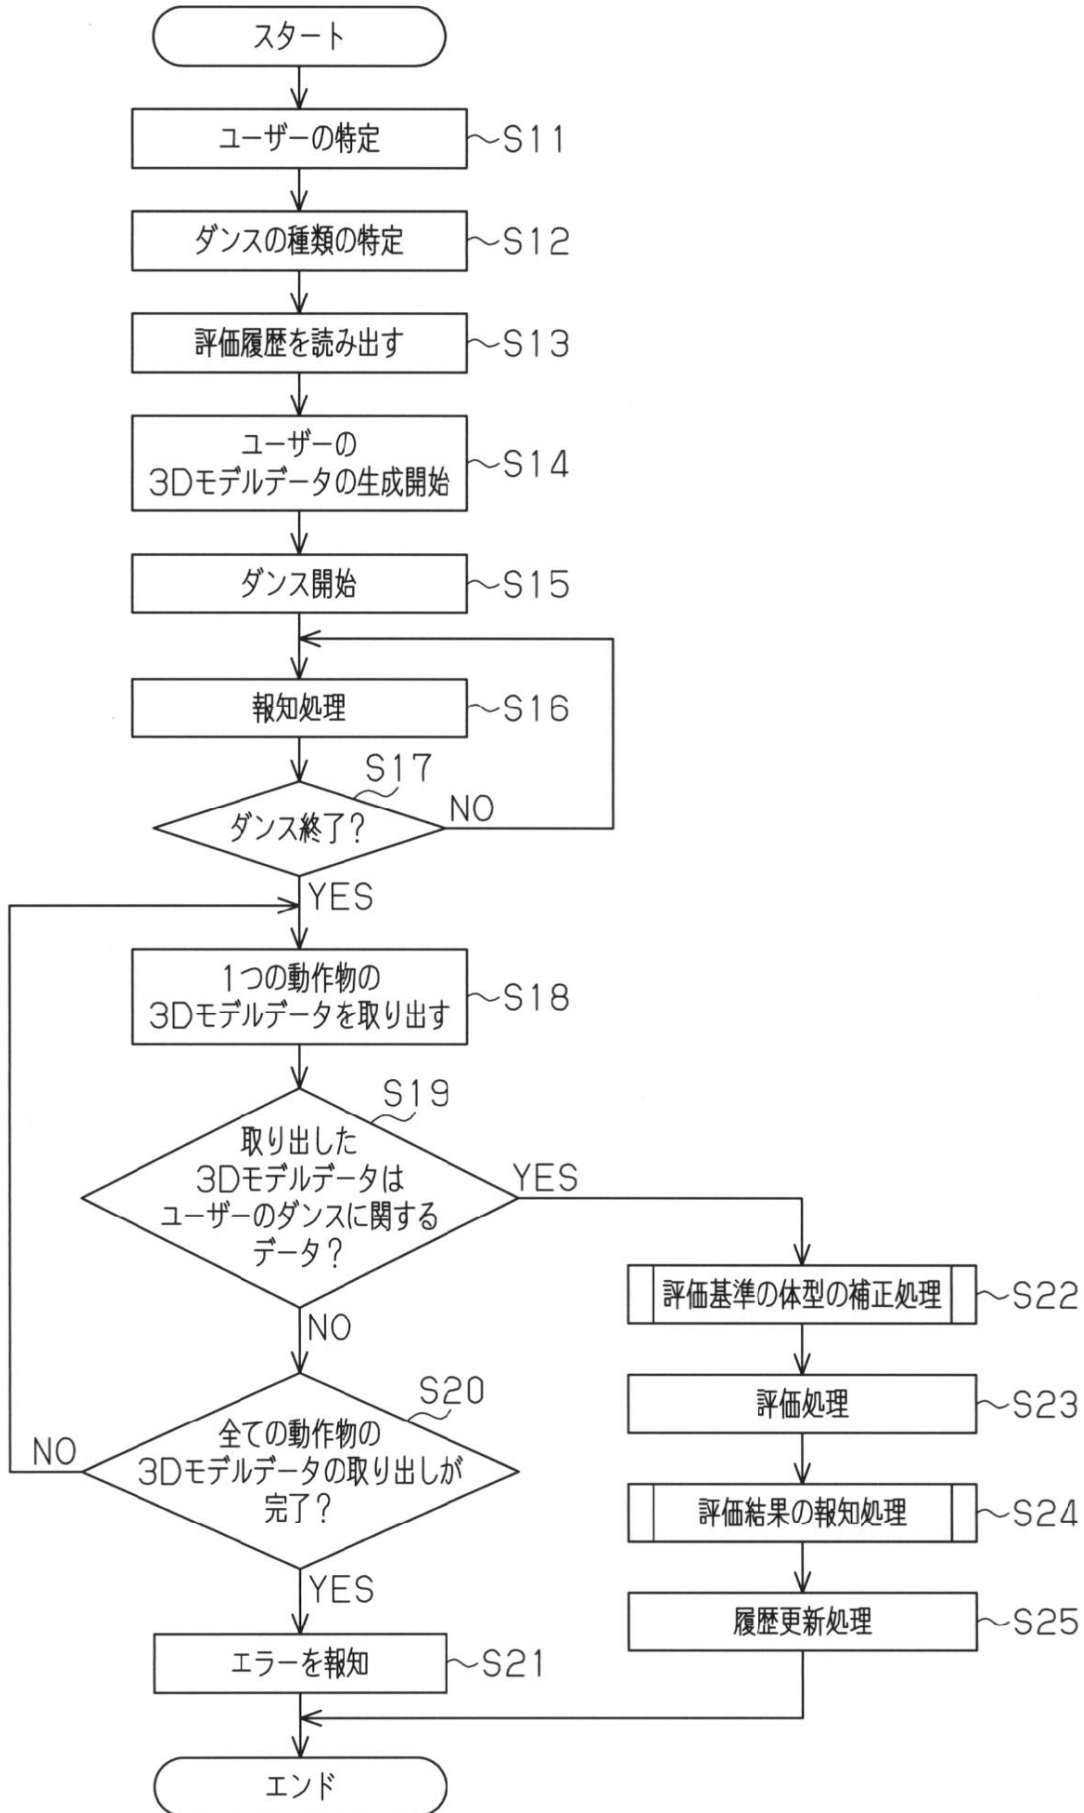 スタート
ユーザーの特定
S11
ダンスの種類の特定
S12
評価履歴を読み出す
S13
ユーザーの
3Dモデルデータの生成開始
S14
ダンス開始
S15
報知処理
S16
S17
ダンス終了?
NO
YES
1つの動作物の
3Dモデルデータを取り出す
S18
S19
取り出した
3Dモデルデータは
ユーザーのダンスに関する
データ?
YES
NO
評価基準の体型の補正処理
S22
評価処理
S23
評価結果の報知処理
S24
履歴更新処理
S25
S20
全ての動作物の
3Dモデルデータの取り出しが
完了?
NO
YES
エラーを報知
S21
エンド